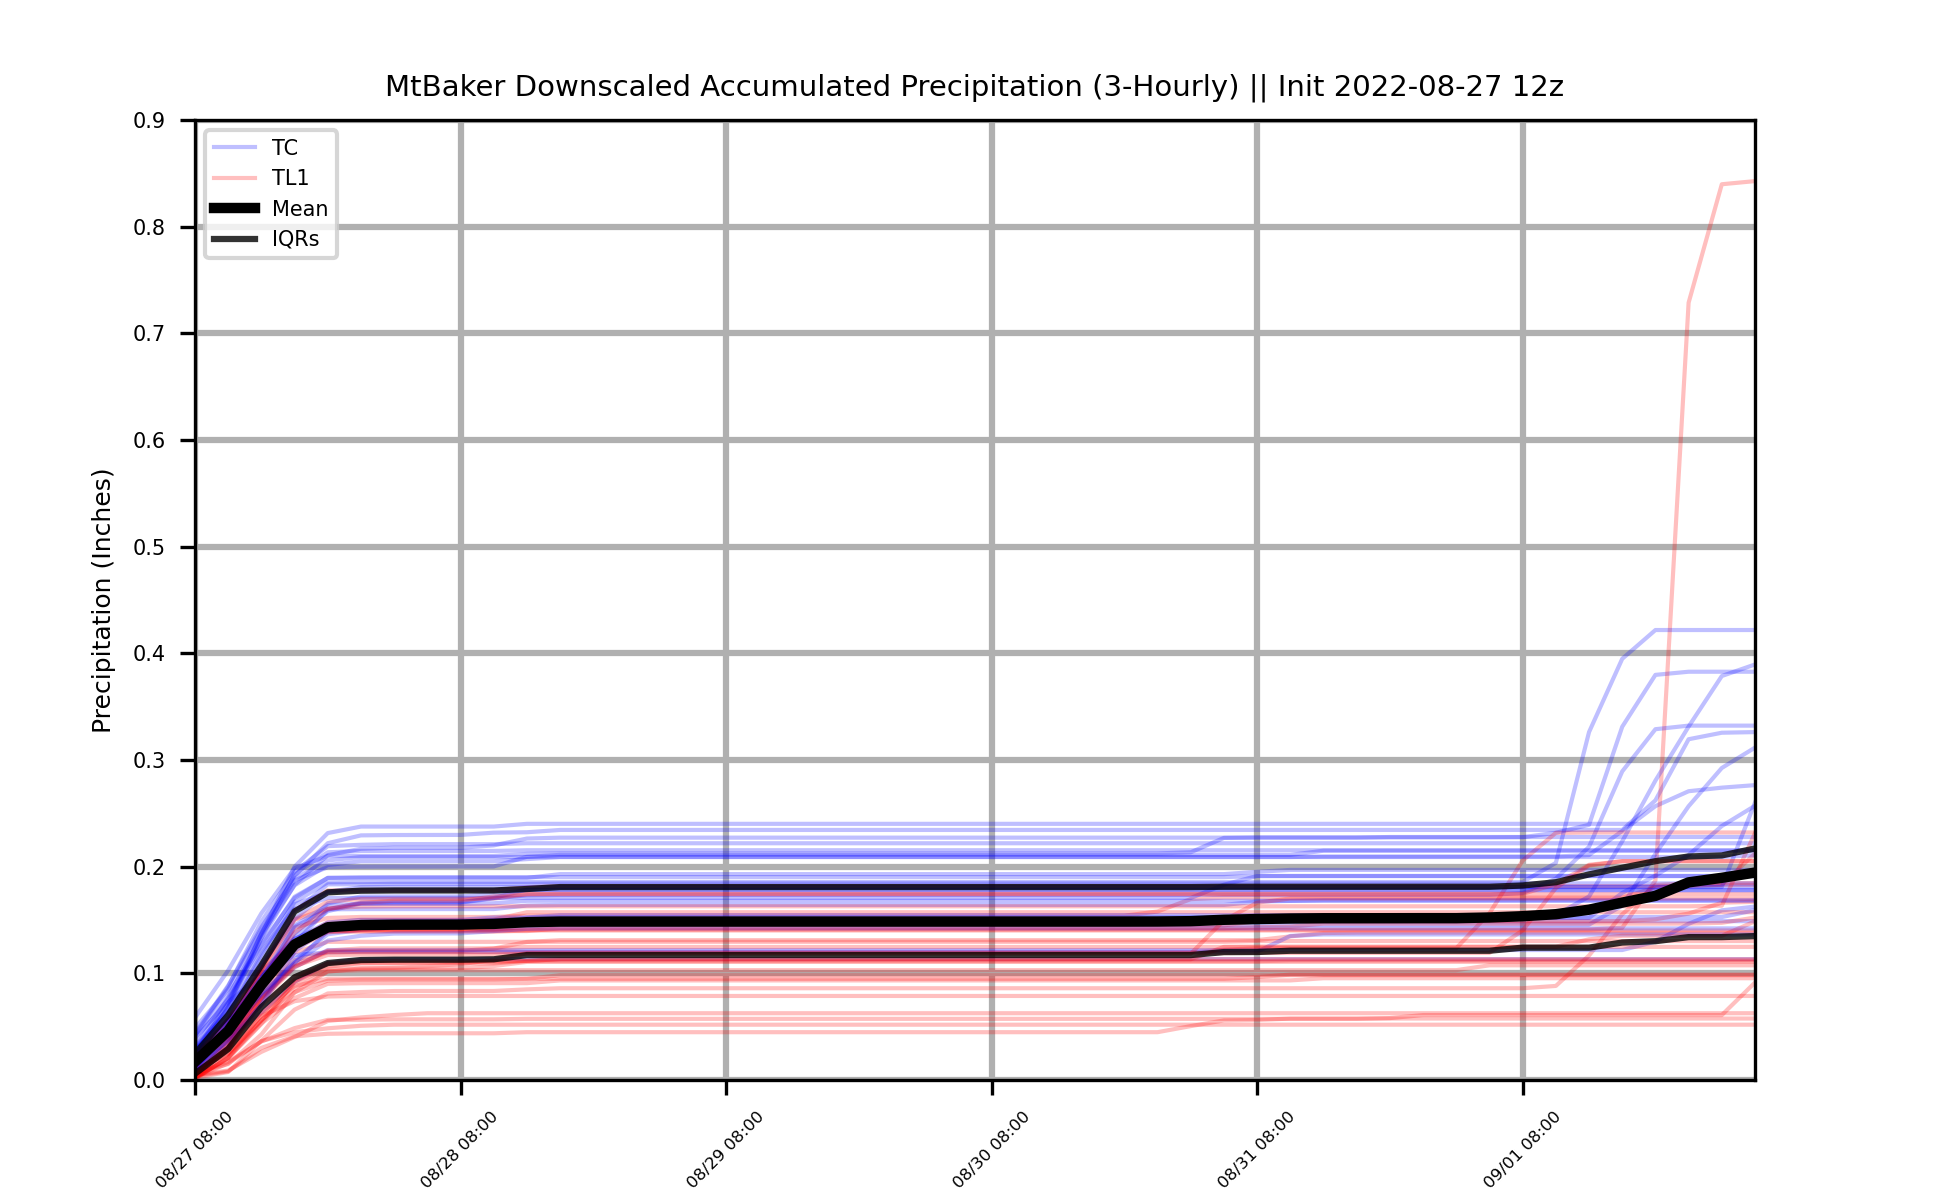 MtBaker Downscaled Accumulated Precipitation (3-Hourly) || Init 2022-08-27 12z
TC
TL1
Mean
IQRs
Precipitation (Inches)
0.9
0.8
0.7
0.6
0.5
0.4
0.3
0.2
0.1
0.0
08/27 08:00
08/28 08:00
08/29 08:00
08/30 08:00
08/31 08:00
09/01 08:00